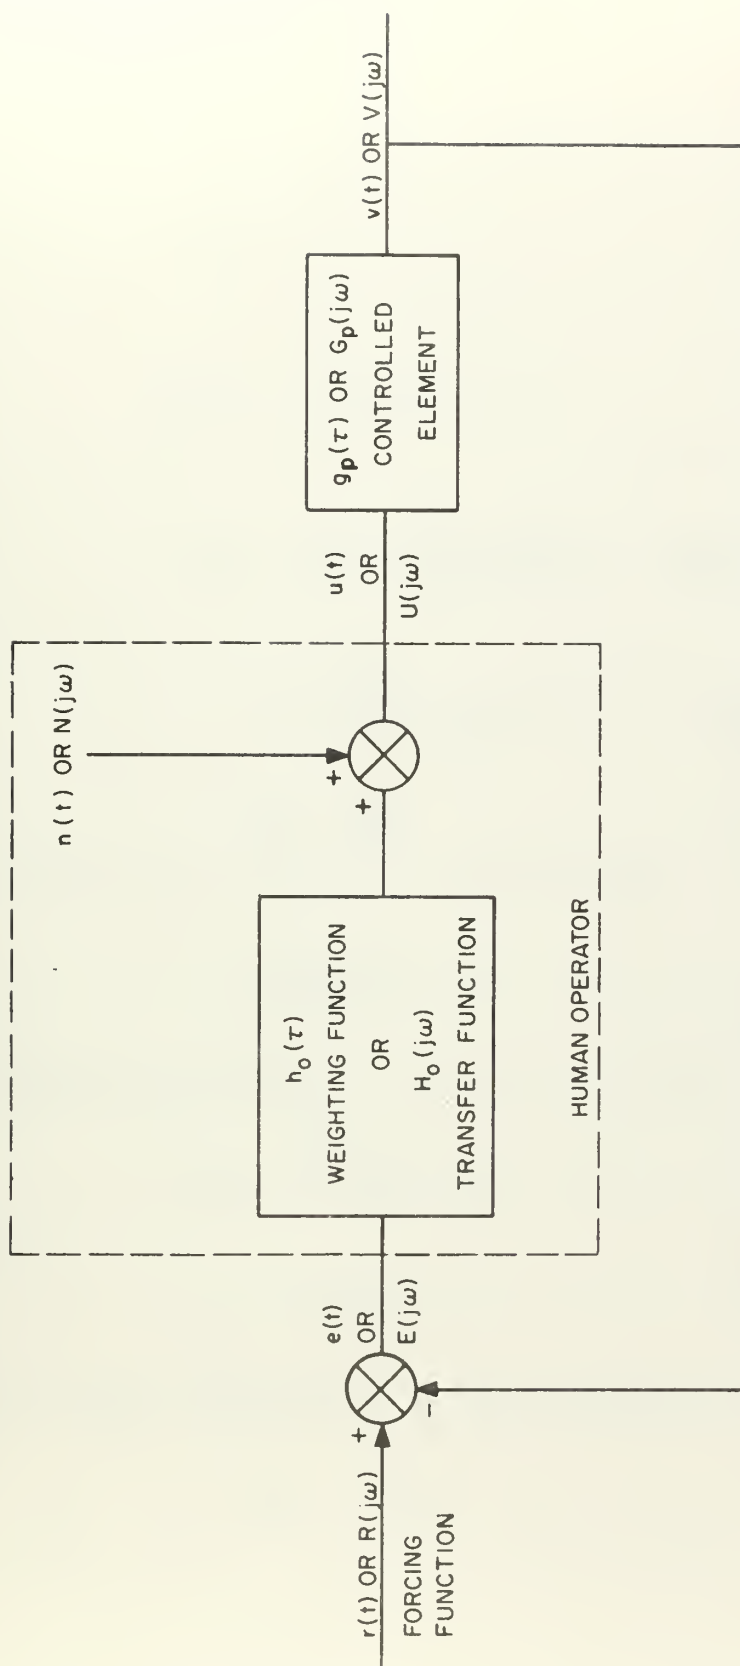 r(t) OR R(jω)
FORCING
FUNCTION
+
-
e(t)
OR
E(jω)
h₀(τ)
WEIGHTING FUNCTION
OR
H₀(jω)
TRANSFER FUNCTION
HUMAN OPERATOR
n(t) OR N(jω)
+
+
u(t)
OR
U(jω)
gₚ(τ) OR Gₚ(jω)
CONTROLLED
ELEMENT
v(t) OR V(jω)